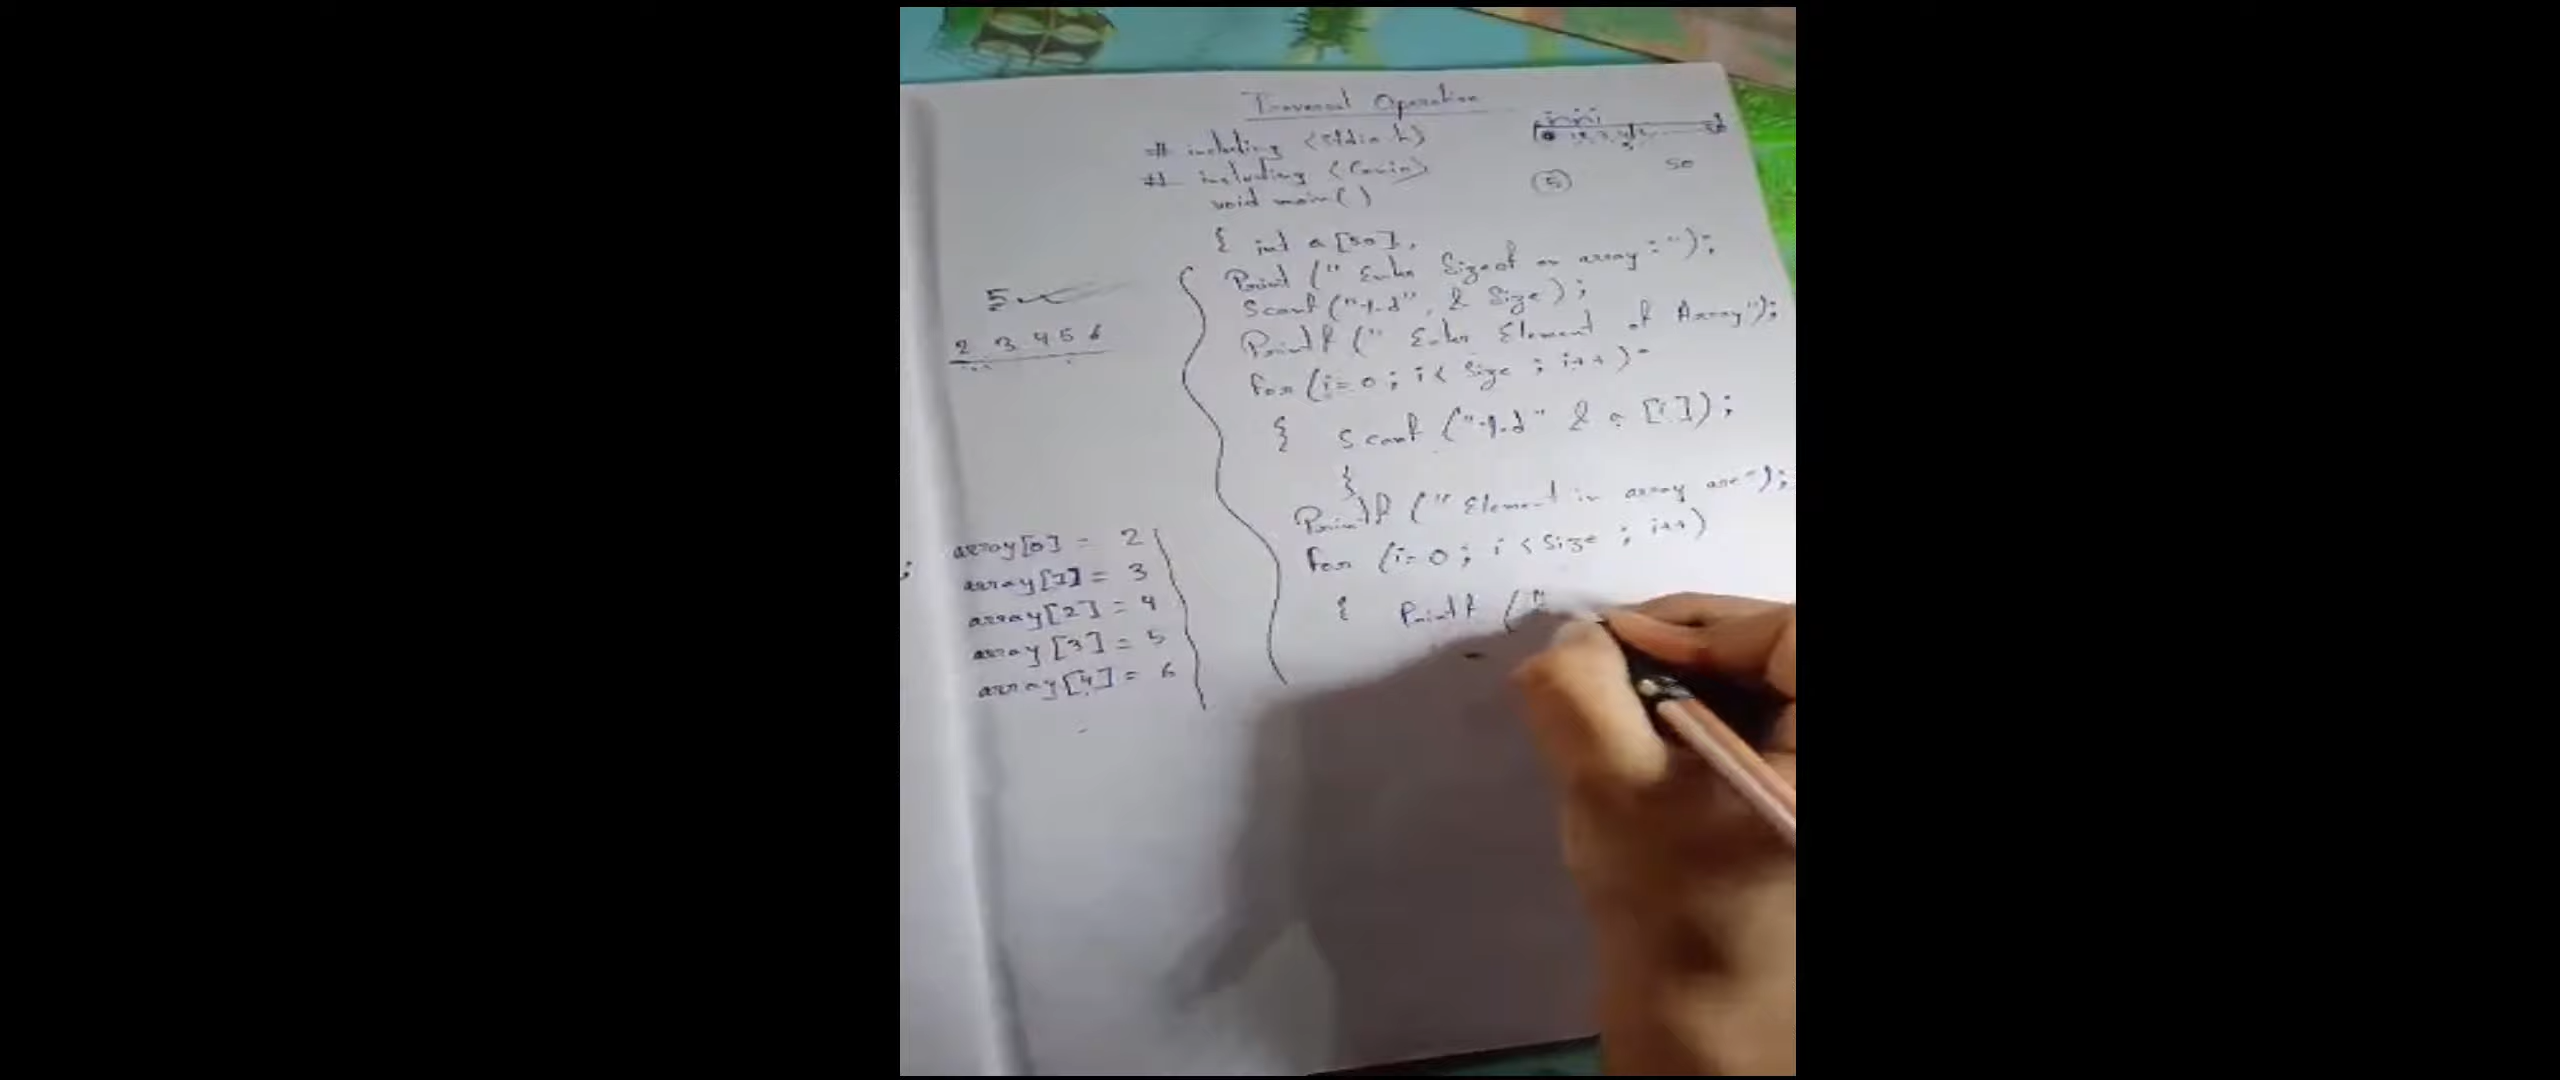 Traversal Operation
# including <Stdio.h>
# including <Conio>
void main()
{ int a [50],
Print (" Enter Size of an array : ");
Scanf ("%d", & Size);
Printf (" Enter Element of Array");
for (i=0 ; i < Size ; i++)
{ Scanf ("%d" & a [i]);
}
Printf (" Element in array are");
for (i=0 ; i < Size ; i++)
{ Printf ("
50
5
5
2 3 4 5 6
array[0] = 2
array[1] = 3
array[2] = 4
array[3] = 5
array[4] = 6
;